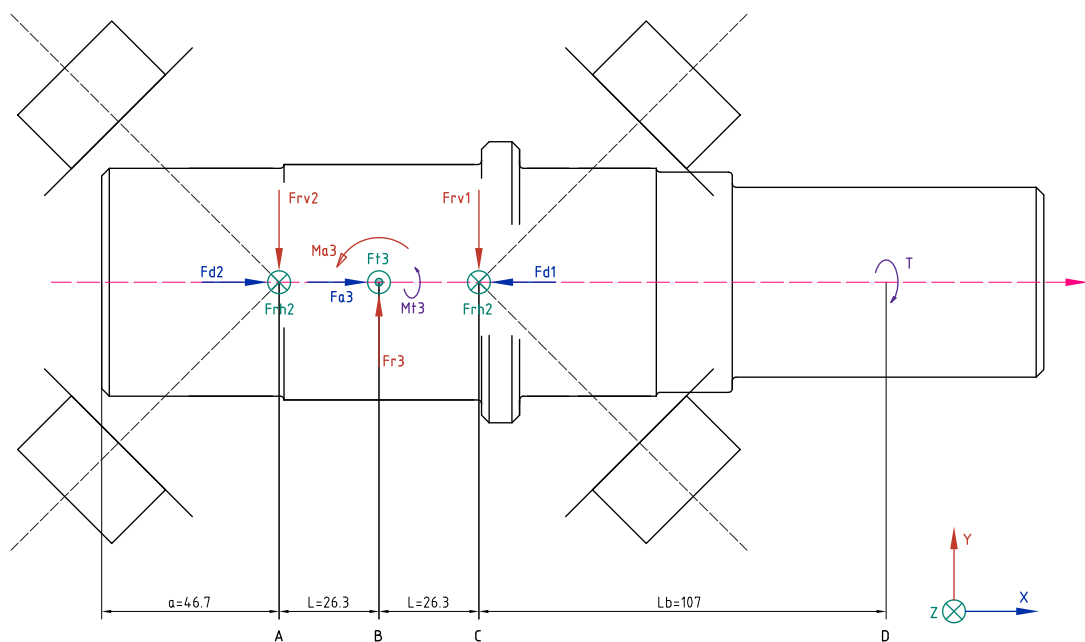 Frv2
Frv1
Ma3
Ft3
T
Fd2
Fd1
Fa3
Frh2
Mt3
Frh2
Fr3
Y
a=46.7
L=26.3
L=26.3
Lb=107
X
Z
A
B
C
D